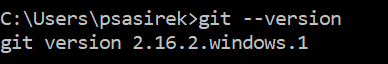 C:\Users\psasirek>git --version
git version 2.16.2.windows.1